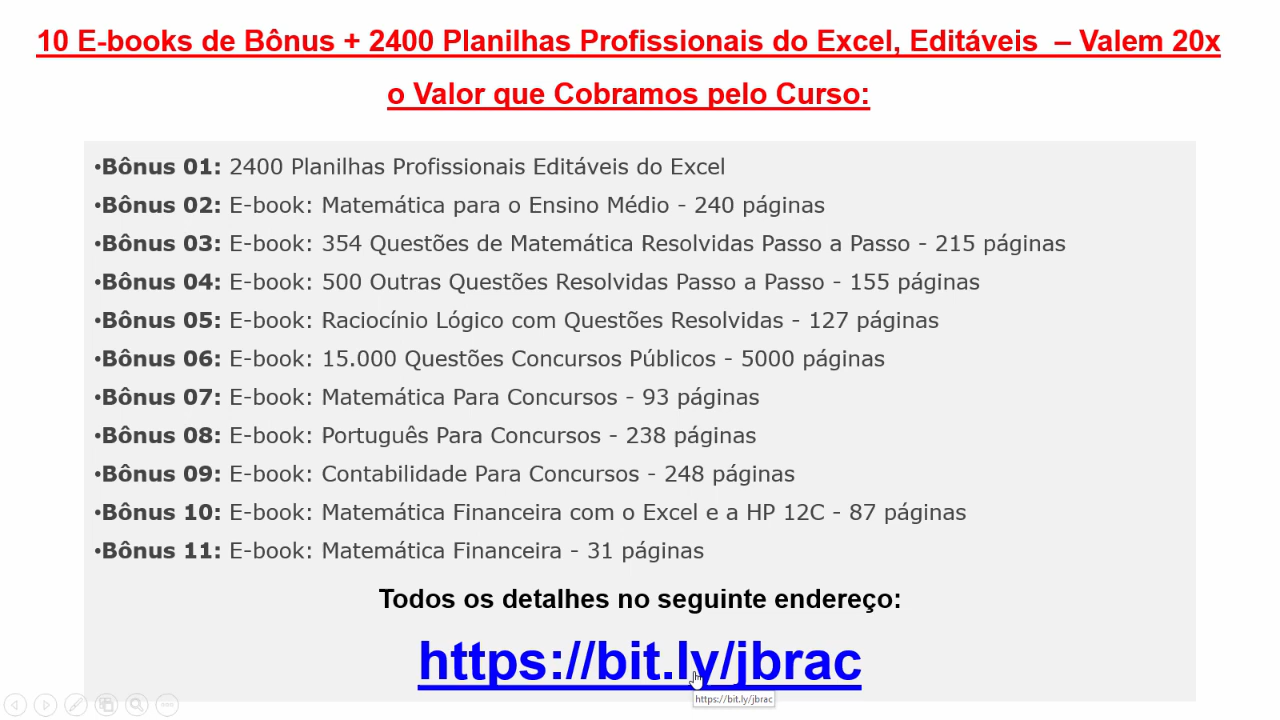 10 E-books de Bônus + 2400 Planilhas Profissionais do Excel, Editáveis – Valem 20x
o Valor que Cobramos pelo Curso:
•Bônus 01: 2400 Planilhas Profissionais Editáveis do Excel
•Bônus 02: E-book: Matemática para o Ensino Médio - 240 páginas
•Bônus 03: E-book: 354 Questões de Matemática Resolvidas Passo a Passo - 215 páginas
•Bônus 04: E-book: 500 Outras Questões Resolvidas Passo a Passo - 155 páginas
•Bônus 05: E-book: Raciocínio Lógico com Questões Resolvidas - 127 páginas
•Bônus 06: E-book: 15.000 Questões Concursos Públicos - 5000 páginas
•Bônus 07: E-book: Matemática Para Concursos - 93 páginas
•Bônus 08: E-book: Português Para Concursos - 238 páginas
•Bônus 09: E-book: Contabilidade Para Concursos - 248 páginas
•Bônus 10: E-book: Matemática Financeira com o Excel e a HP 12C - 87 páginas
•Bônus 11: E-book: Matemática Financeira - 31 páginas
Todos os detalhes no seguinte endereço:
https://bit.ly/jbrac
https://bit.ly/jbrac